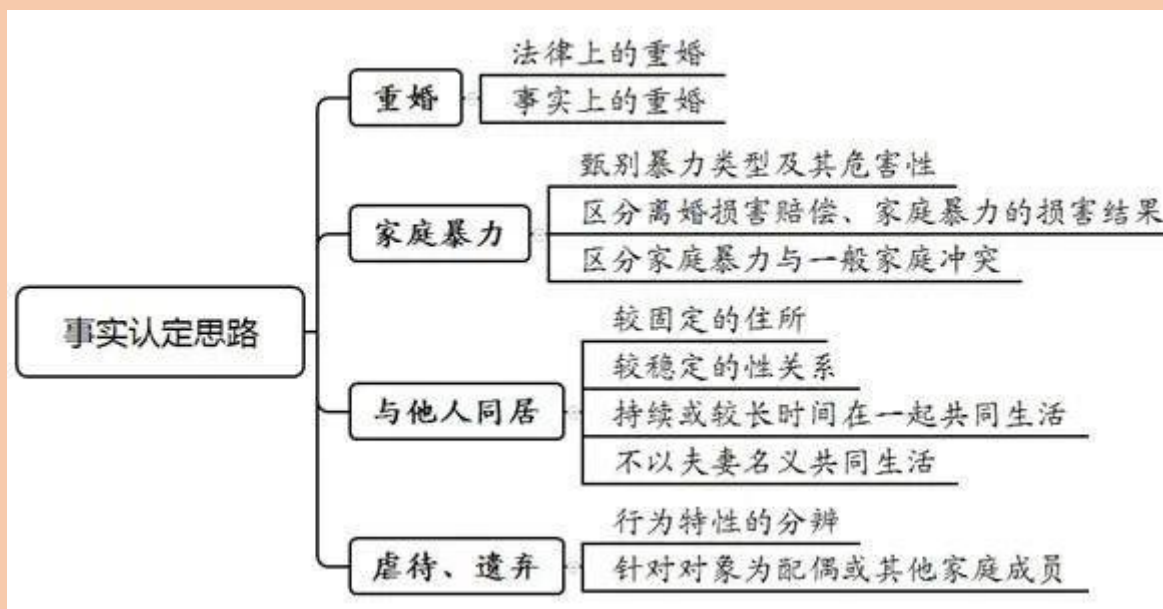 事实认定思路
重婚
法律上的重婚
事实上的重婚
家庭暴力
甄别暴力类型及其危害性
区分离婚损害赔偿、家庭暴力的损害结果
区分家庭暴力与一般家庭冲突
与他人同居
较固定的住所
较稳定的性关系
持续或较长时间在一起共同生活
不以夫妻名义共同生活
虐待、遗弃
行为特性的分辨
针对对象为配偶或其他家庭成员